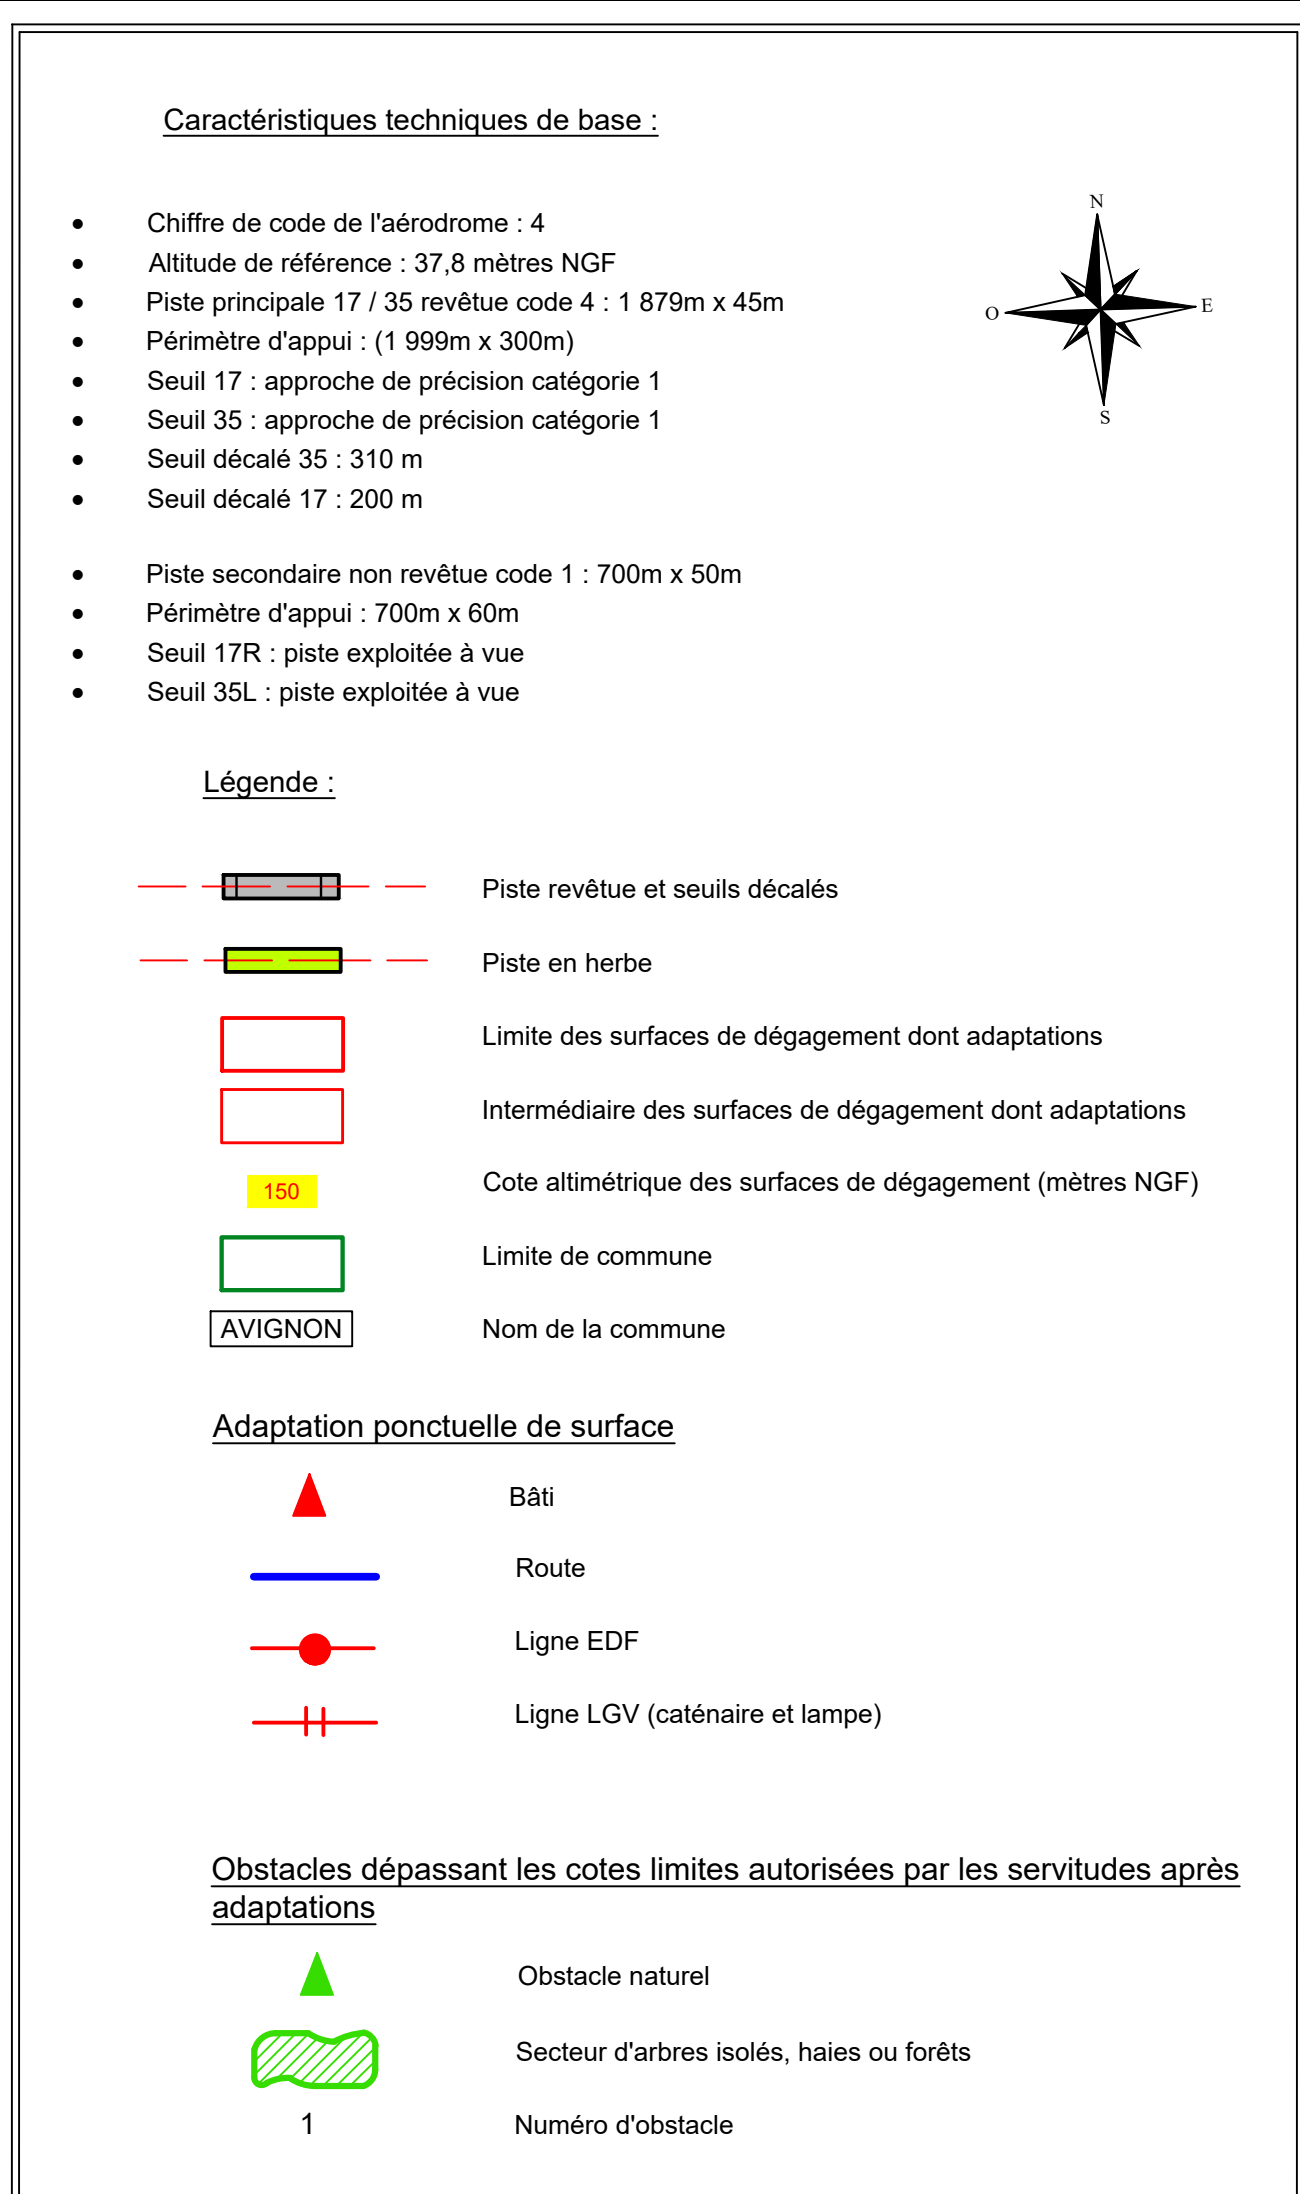 Caractéristiques techniques de base :
N
O
E
S
• Chiffre de code de l'aérodrome : 4
• Altitude de référence : 37,8 mètres NGF
• Piste principale 17 / 35 revêtue code 4 : 1 879m x 45m
• Périmètre d'appui : (1 999m x 300m)
• Seuil 17 : approche de précision catégorie 1
• Seuil 35 : approche de précision catégorie 1
• Seuil décalé 35 : 310 m
• Seuil décalé 17 : 200 m
• Piste secondaire non revêtue code 1 : 700m x 50m
• Périmètre d'appui : 700m x 60m
• Seuil 17R : piste exploitée à vue
• Seuil 35L : piste exploitée à vue
Légende :
Piste revêtue et seuils décalés
Piste en herbe
Limite des surfaces de dégagement dont adaptations
Intermédiaire des surfaces de dégagement dont adaptations
150 Cote altimétrique des surfaces de dégagement (mètres NGF)
Limite de commune
AVIGNON Nom de la commune
Adaptation ponctuelle de surface
Bâti
Route
Ligne EDF
Ligne LGV (caténaire et lampe)
Obstacles dépassant les cotes limites autorisées par les servitudes après
adaptations
Obstacle naturel
Secteur d'arbres isolés, haies ou forêts
1 Numéro d'obstacle